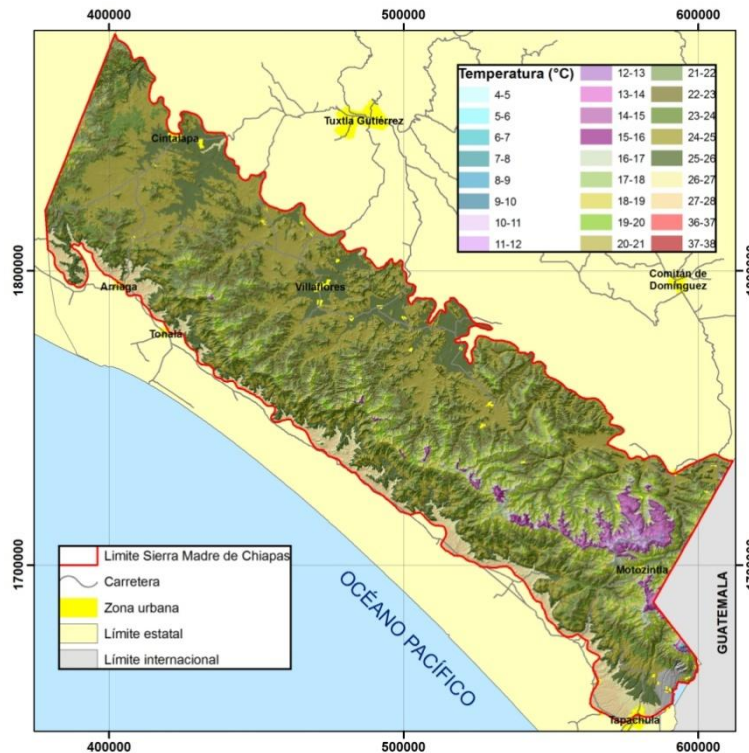 400000 500000 600000
Temperatura (°C)
4-5
5-6
6-7
7-8
8-9
9-10
10-11
11-12
12-13
13-14
14-15
15-16
16-17
17-18
18-19
19-20
20-21
21-22
22-23
23-24
24-25
25-26
26-27
27-28
36-37
37-38
Tuxtla Gutiérrez
Cintalapa
1800000
Comitán de
Domínguez
Arriaga
Villaflores
Tonalá
1700000
Motozintla
Limite Sierra Madre de Chiapas
Carretera
Zona urbana
Límite estatal
Límite internacional
OCÉANO PACÍFICO
GUATEMALA
Tapachula
400000 500000 600000